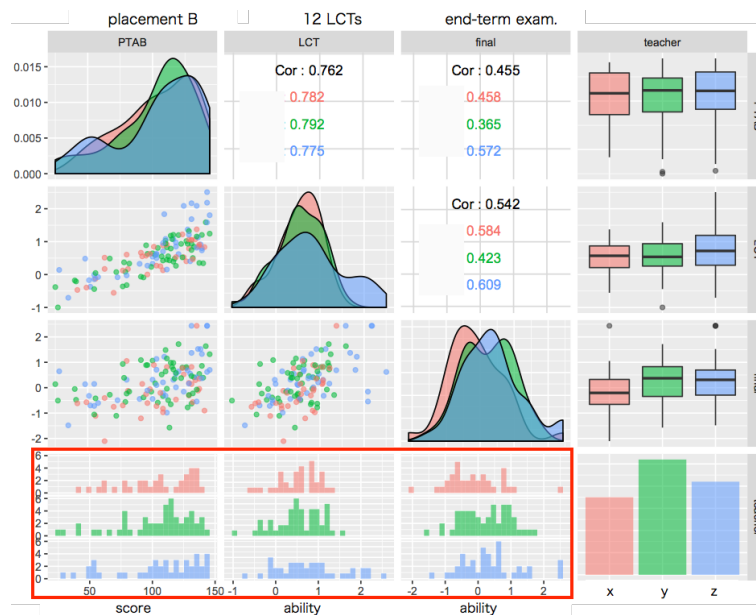 placement B
12 LCTs
end-term exam.
PTAB
LCT
final
teacher
0.015
0.010
0.005
0.000
Cor : 0.762
0.782
0.792
0.775
Cor : 0.455
0.458
0.365
0.572
2
1
0
-1
Cor : 0.542
0.584
0.423
0.609
2
1
0
-1
-2
6
4
2
0
6
4
2
0
6
4
2
0
50
100
150
-1
0
1
2
-2
-1
0
1
2
x
y
z
score
ability
ability